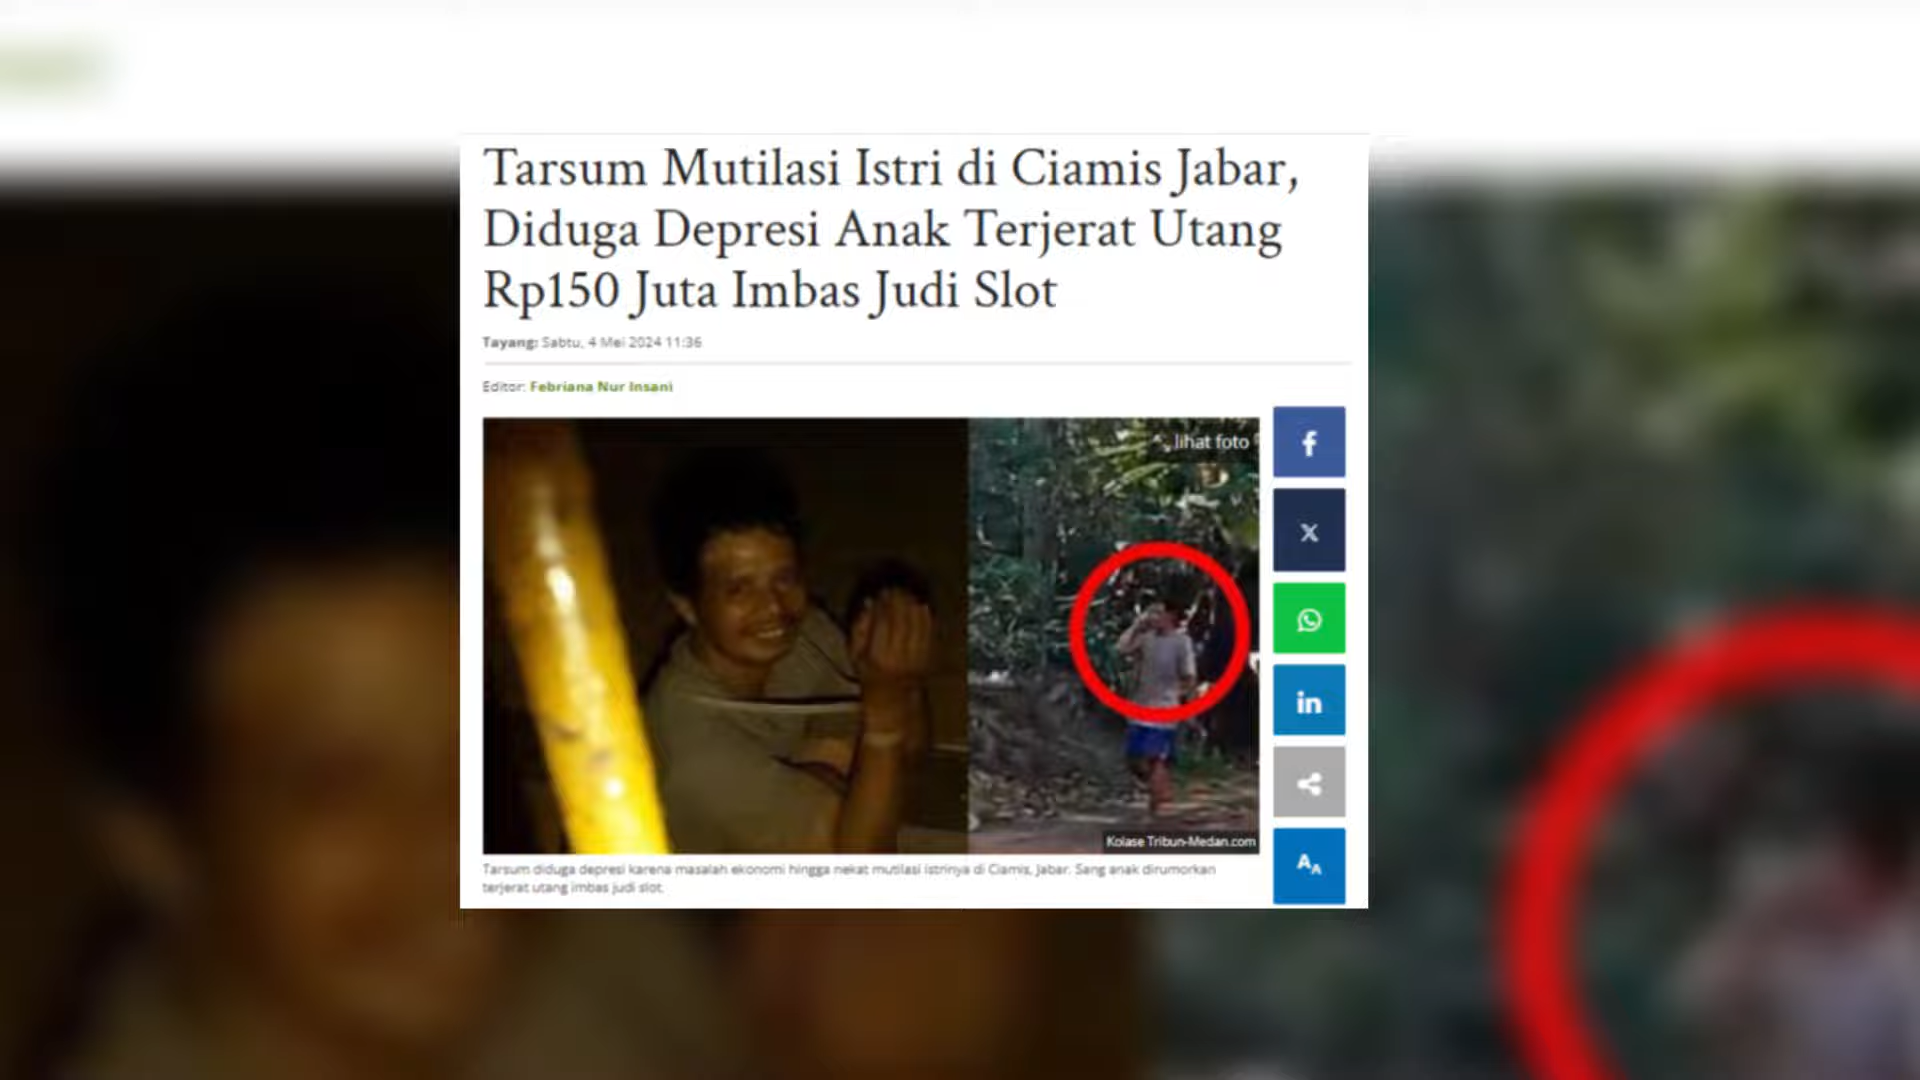 Tarsum Mutilasi Istri di Ciamis Jabar,
Diduga Depresi Anak Terjerat Utang
Rp150 Juta Imbas Judi Slot
Tayang: Sabtu, 4 Mei 2024 11:36
Editor: Febriana Nur Insani
lihat foto
Kolase Tribun-Medan.com
Tarsum diduga depresi karena masalah ekonomi hingga nekat mutilasi istrinya di Ciamis, Jabar. Sang anak dirumorkan
terjerat utang imbas judi slot.